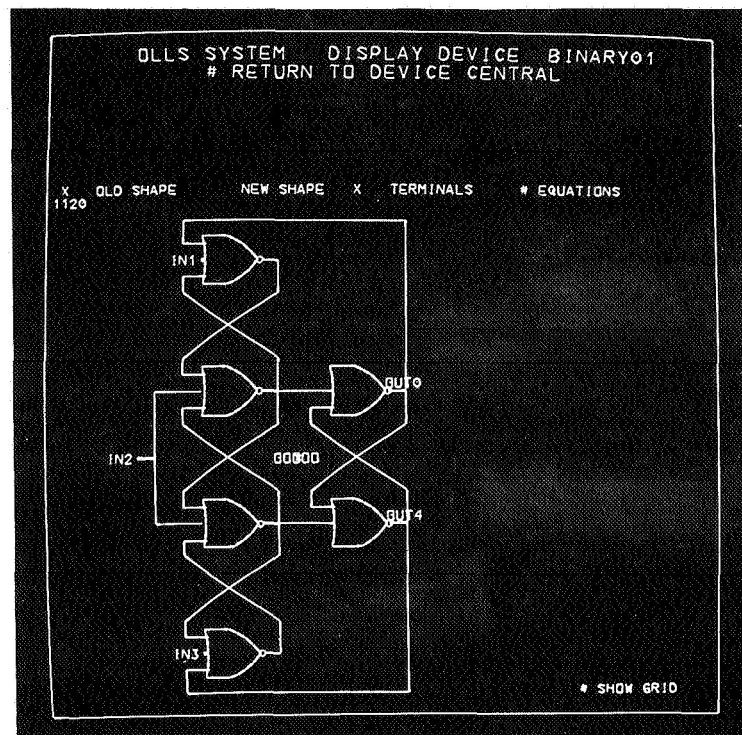 OLLS SYSTEM DISPLAY DEVICE BINARY01
# RETURN TO DEVICE CENTRAL
X OLD SHAPE NEW SHAPE X TERMINALS # EQUATIONS
1120
IN1
OUT0
IN2
OUT4
IN3
# SHOW GRID